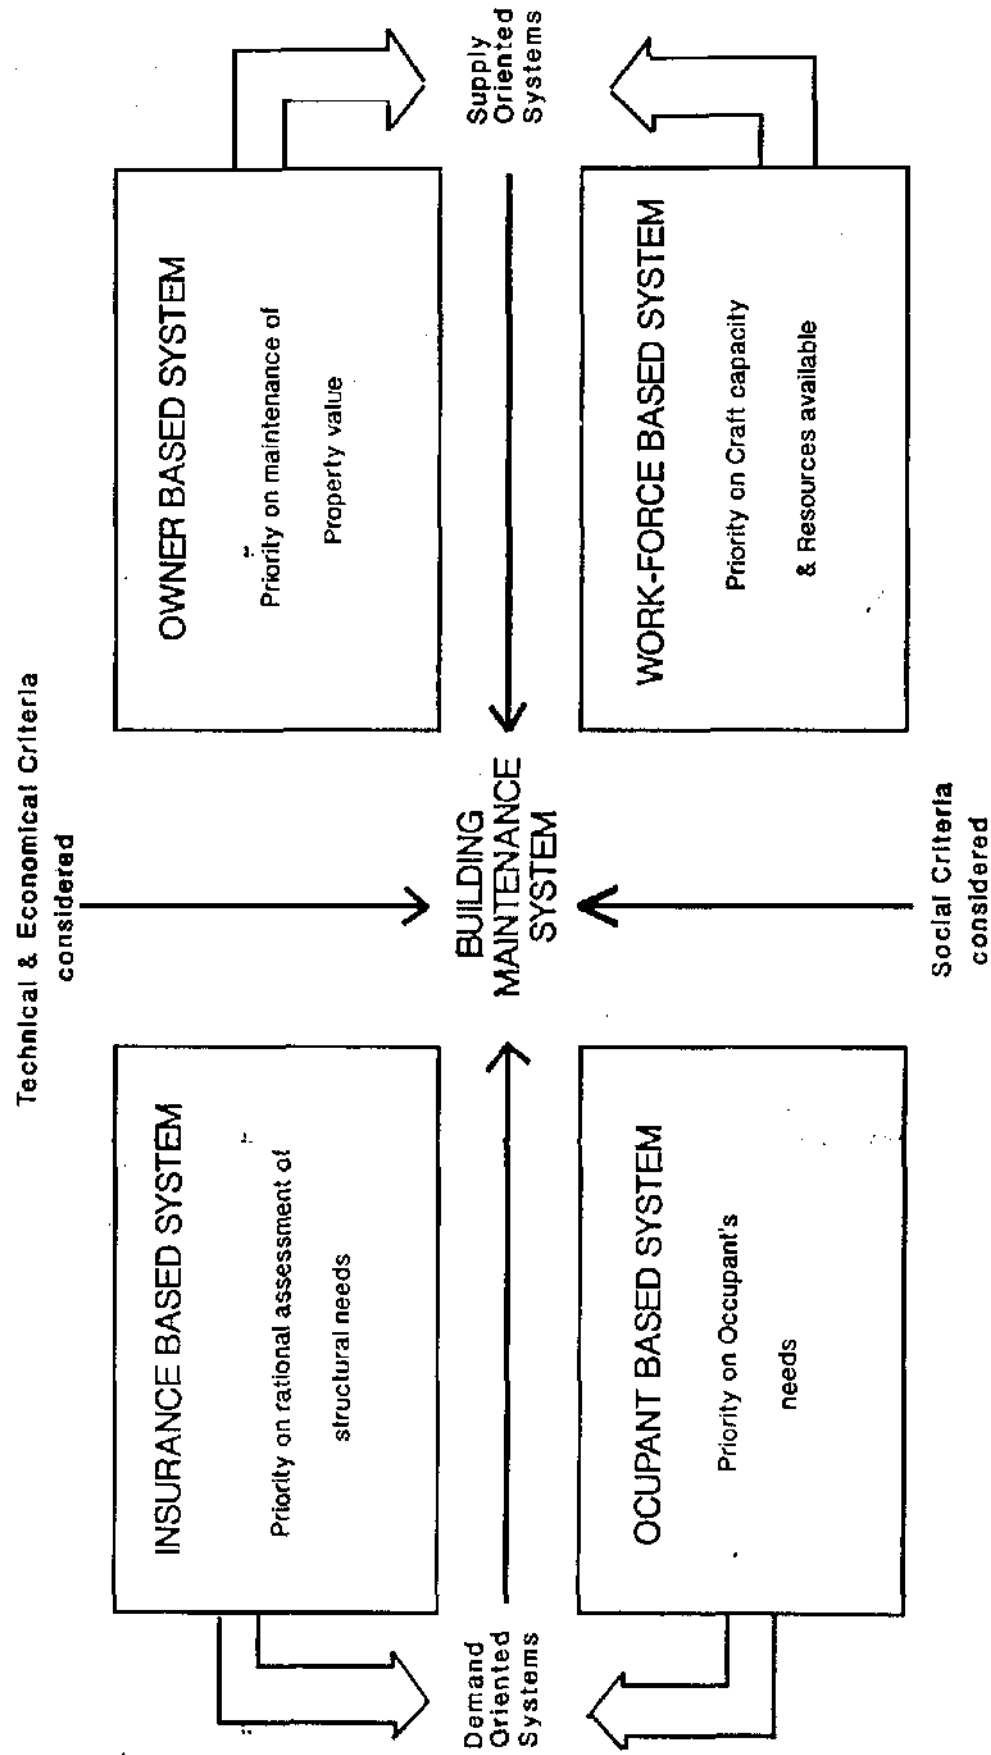 Technical & Economical Criteria
considered
INSURANCE BASED SYSTEM
Priority on rational assessment of
structural needs
OWNER BASED SYSTEM
Priority on maintenance of
Property value
Demand
Oriented
Systems
BUILDING
MAINTENANCE
SYSTEM
Supply
Oriented
Systems
OCUPANT BASED SYSTEM
Priority on Occupant's
needs
WORK-FORCE BASED SYSTEM
Priority on Craft capacity
& Resources available
Social Criteria
considered